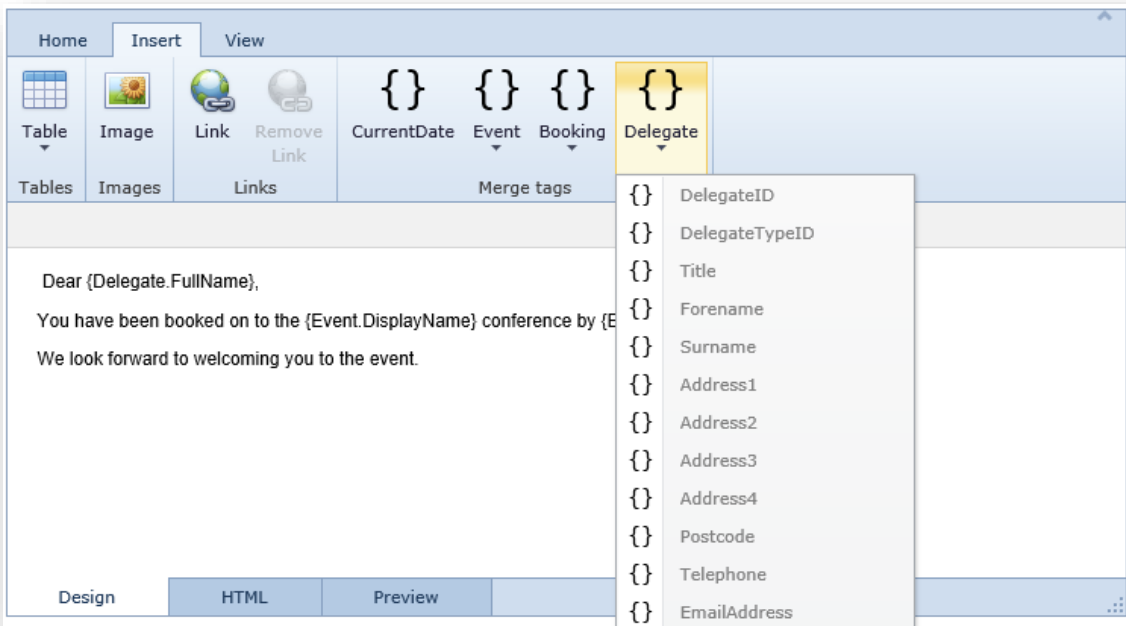 Home Insert View
{} {} {} {}
Table Image Link Remove Link CurrentDate Event Booking Delegate
Tables Images Links Merge tags
{} DelegateID
{} DelegateTypeID
{} Title
{} Forename
{} Surname
{} Address1
{} Address2
{} Address3
{} Address4
{} Postcode
{} Telephone
{} EmailAddress
Dear {Delegate.FullName},
You have been booked on to the {Event.DisplayName} conference by {
We look forward to welcoming you to the event.
Design HTML Preview